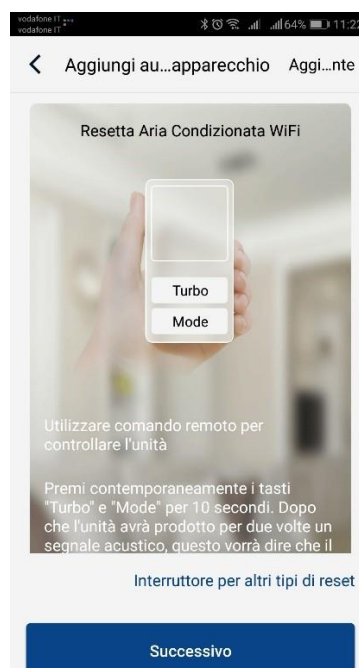 vodafone IT
vodafone IT 64% 11:22
Aggiungi au...apparecchio Aggi...nte
Resetta Aria Condizionata WiFi
Turbo
Mode
Utilizzare comando remoto per
controllare l'unità
Premi contemporaneamente i tasti
"Turbo" e "Mode" per 10 secondi. Dopo
che l'unità avrà prodotto per due volte un
segnale acustico, questo vorrà dire che il
Interruttore per altri tipi di reset
Successivo